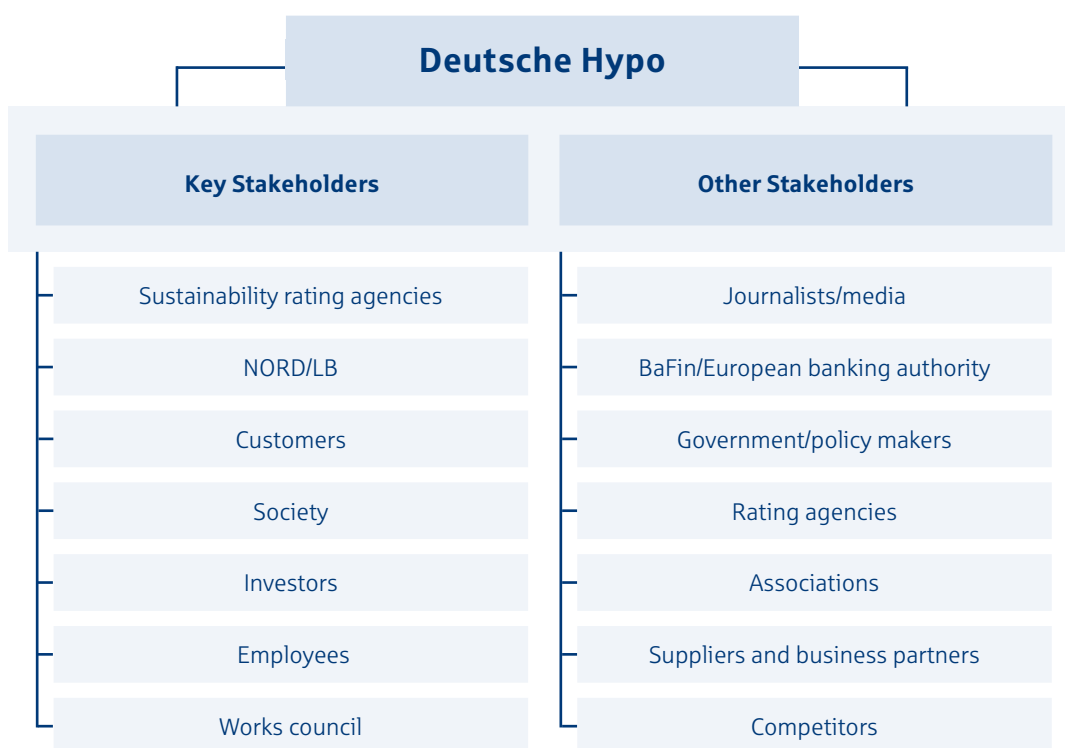 Deutsche Hypo
Key Stakeholders
Sustainability rating agencies
NORD/LB
Customers
Society
Investors
Employees
Works council
Other Stakeholders
Journalists/media
BaFin/European banking authority
Government/policy makers
Rating agencies
Associations
Suppliers and business partners
Competitors